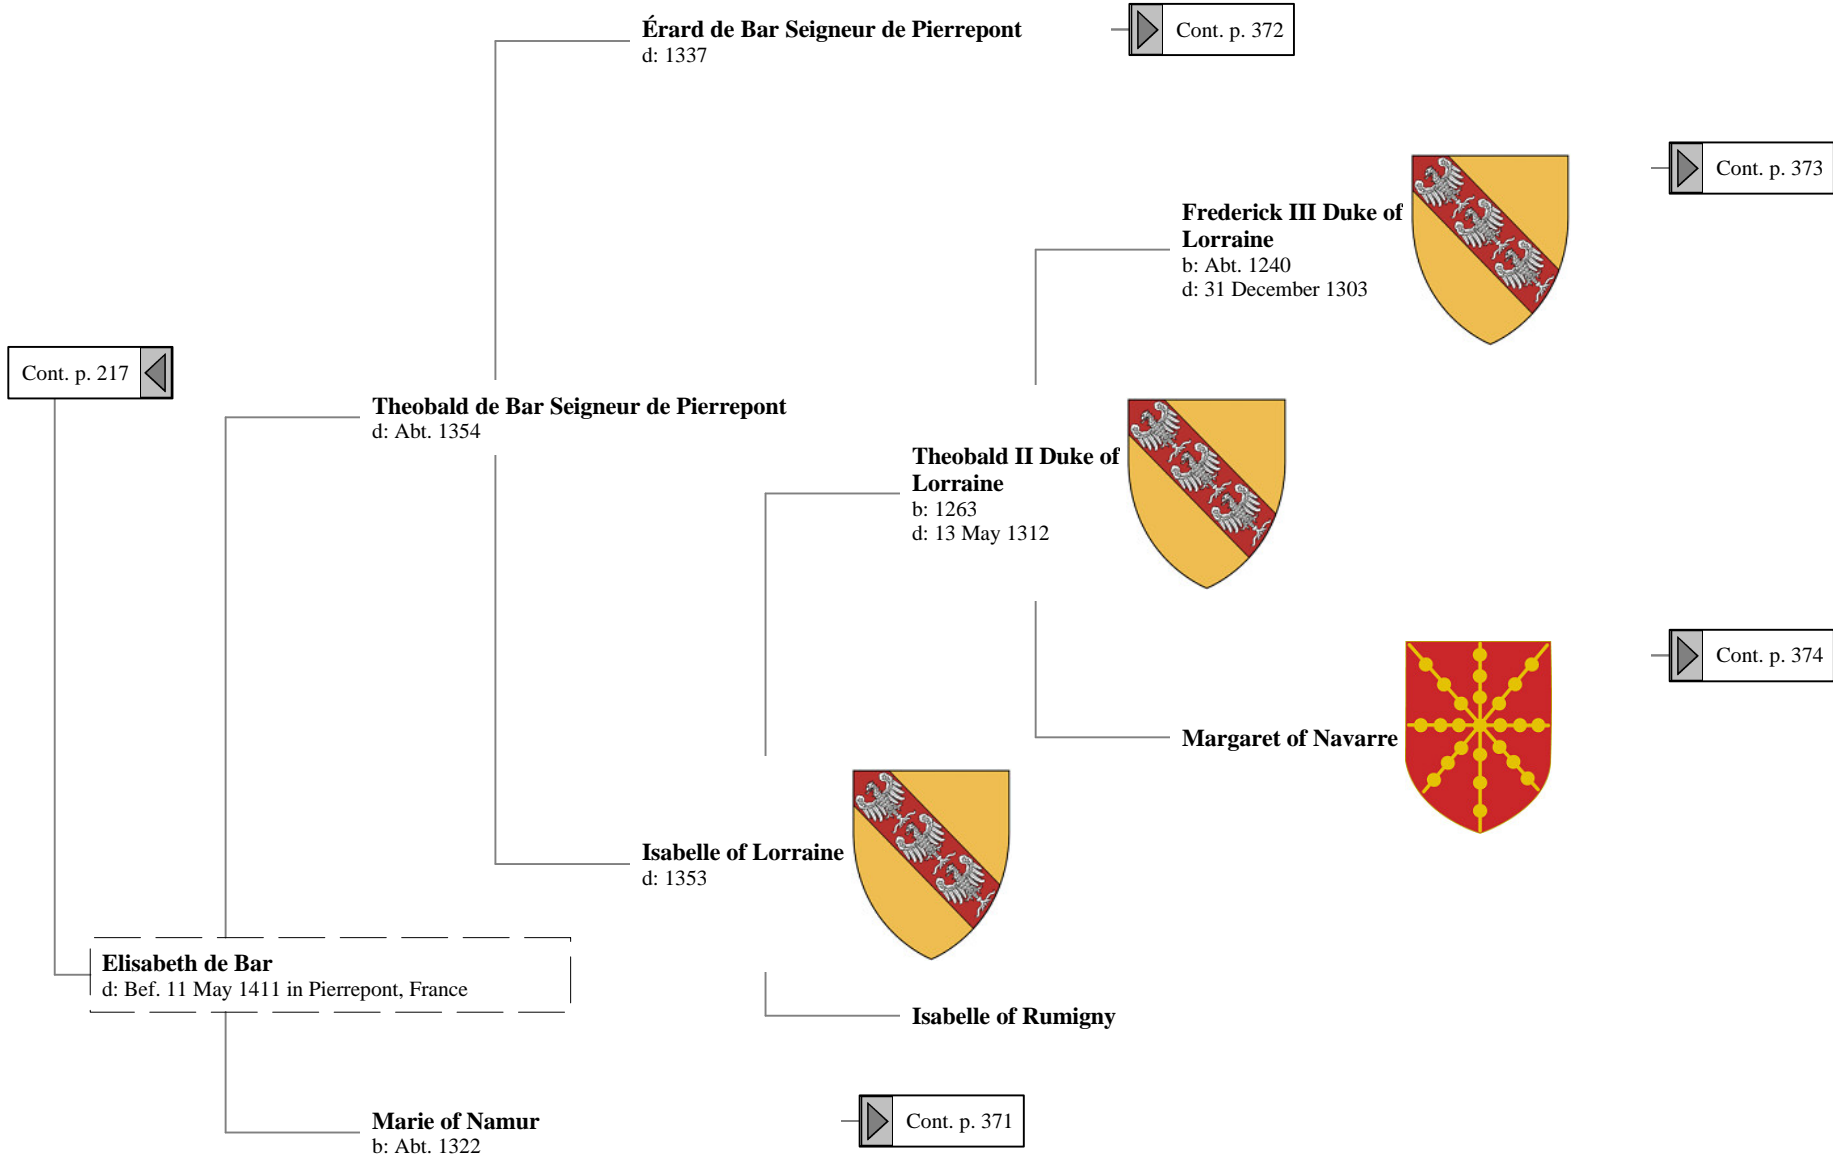 Érard de Bar Seigneur de Pierrepont
d: 1337
Cont. p. 372
Cont. p. 373
Frederick III Duke of
Lorraine
b: Abt. 1240
d: 31 December 1303
Cont. p. 217
Theobald de Bar Seigneur de Pierrepont
d: Abt. 1354
Theobald II Duke of
Lorraine
b: 1263
d: 13 May 1312
Cont. p. 374
Margaret of Navarre
Isabelle of Lorraine
d: 1353
Elisabeth de Bar
d: Bef. 11 May 1411 in Pierrepont, France
Isabelle of Rumigny
Marie of Namur
b: Abt. 1322
Cont. p. 371